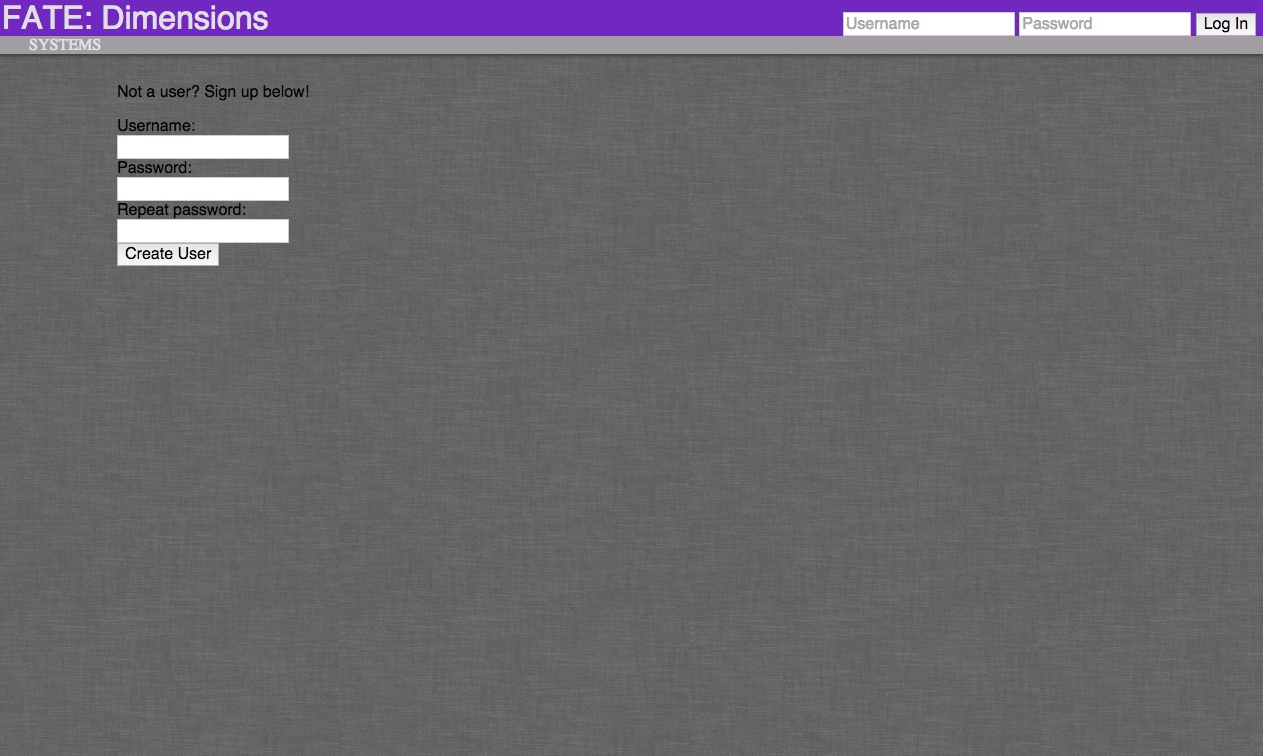 FATE: Dimensions
Username Password Log In
SYSTEMS
Not a user? Sign up below!
Username:
Password:
Repeat password:
Create User